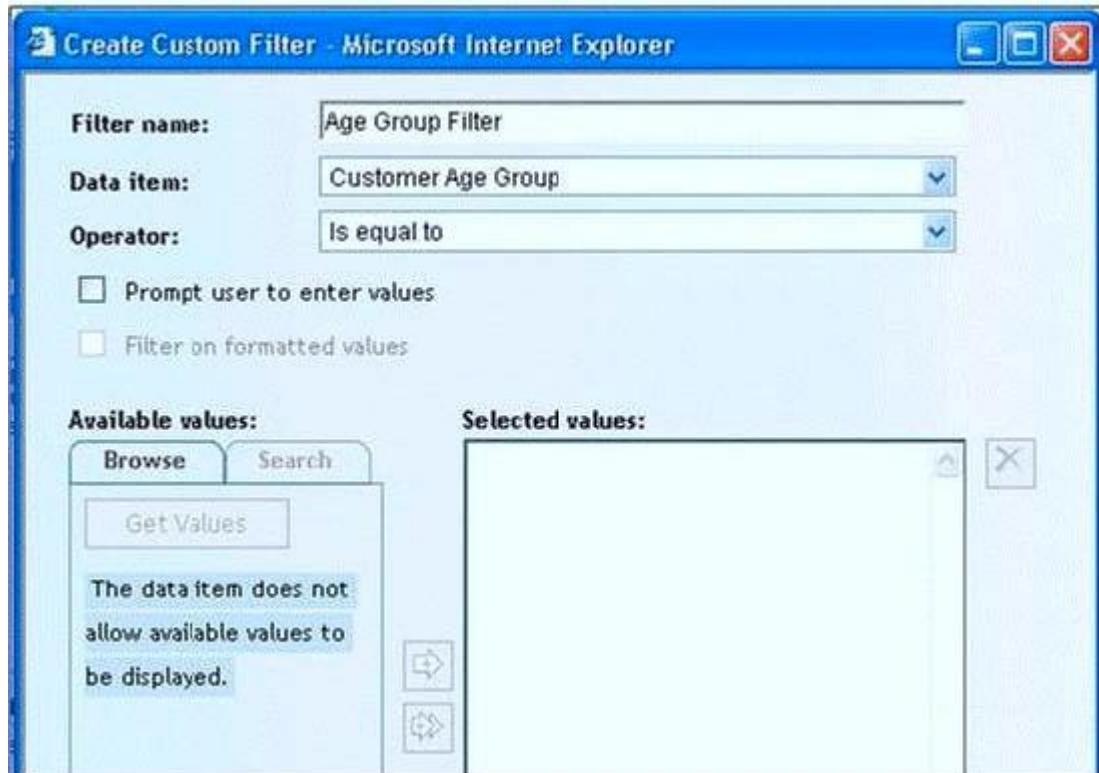 Create Custom Filter - Microsoft Internet Explorer
Filter name: Age Group Filter
Data item: Customer Age Group
Operator: Is equal to
Prompt user to enter values
Filter on formatted values
Available values: Selected values:
Browse Search
Get Values
The data item does not
allow available values to
be displayed.